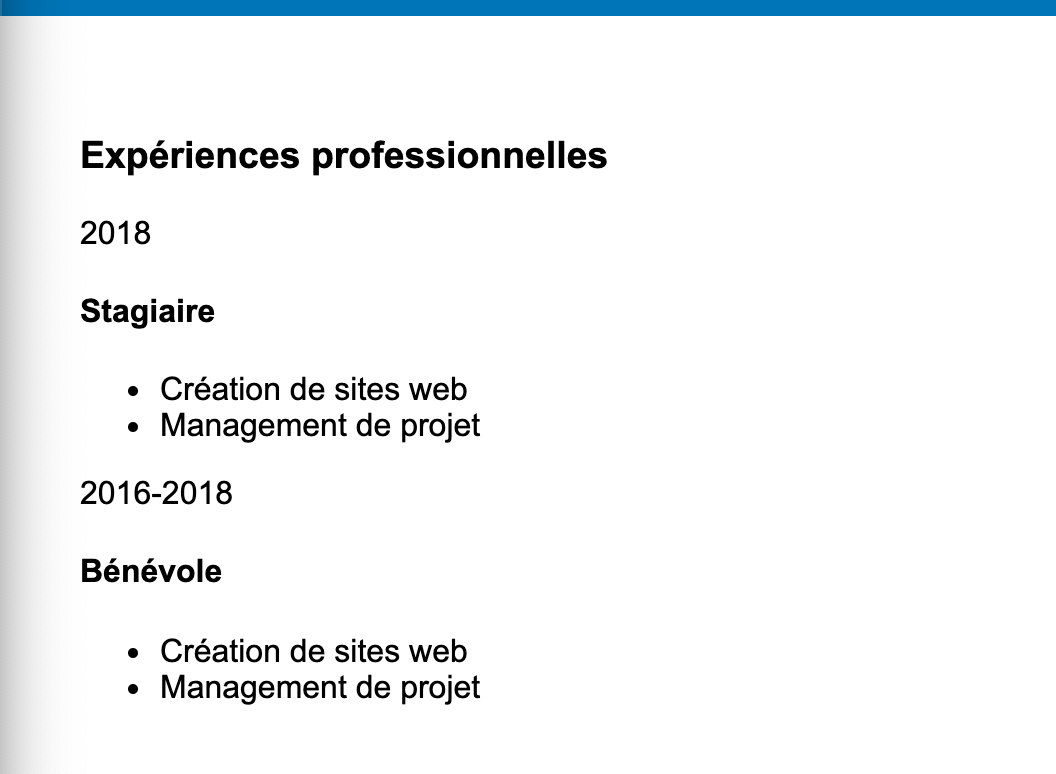 Expériences professionnelles
2018
Stagiaire
• Création de sites web
• Management de projet
2016-2018
Bénévole
• Création de sites web
• Management de projet